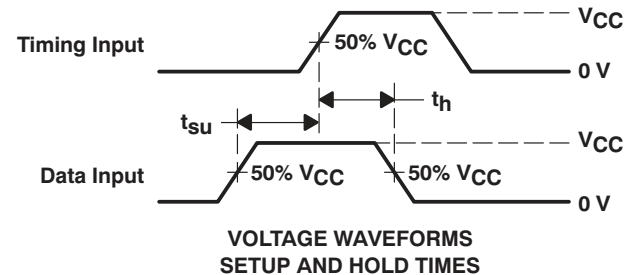 VCC
Timing Input
50% VCC
0 V
th
tsu
VCC
Data Input
50% VCC
50% VCC
0 V
VOLTAGE WAVEFORMS
SETUP AND HOLD TIMES